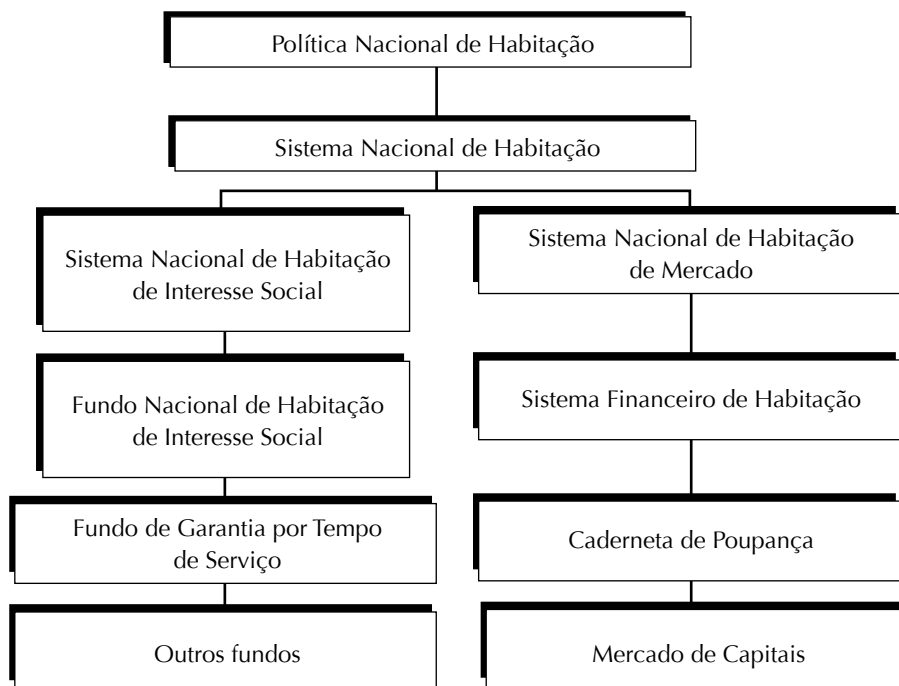 Política Nacional de Habitação
Sistema Nacional de Habitação
Sistema Nacional de Habitação
de Interesse Social
Fundo Nacional de Habitação
de Interesse Social
Fundo de Garantia por Tempo
de Serviço
Outros fundos
Sistema Nacional de Habitação
de Mercado
Sistema Financeiro de Habitação
Caderneta de Poupança
Mercado de Capitais